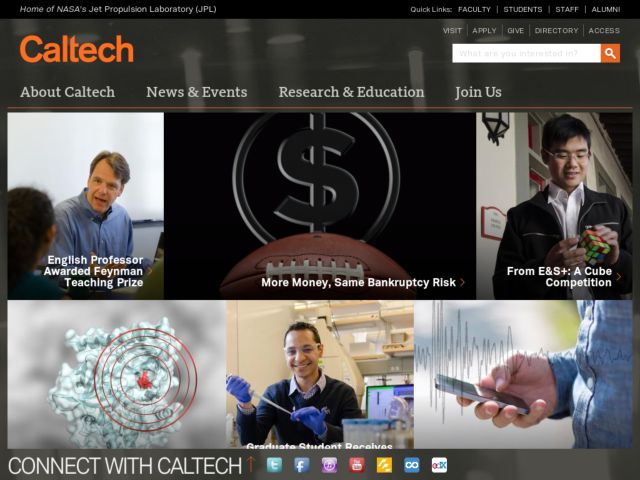 Home of NASA's Jet Propulsion Laboratory (JPL)
Quick Links: FACULTY | STUDENTS | STAFF | ALUMNI
VISIT | APPLY | GIVE | DIRECTORY | ACCESS
Caltech
What are you interested in?
About Caltech
News & Events
Research & Education
Join Us
English Professor
Awarded Feynman
Teaching Prize
More Money, Same Bankruptcy Risk
From E&S+: A Cube
Competition
Graduate Student Receives
CONNECT WITH CALTECH